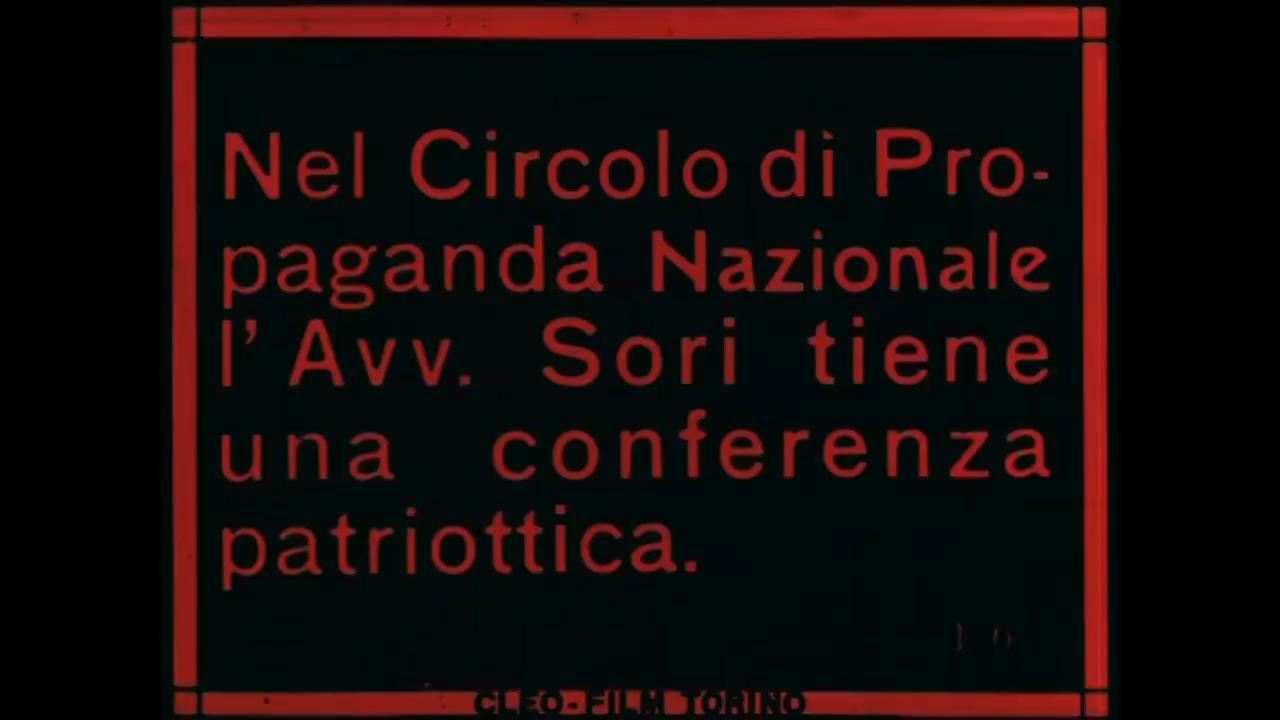 Nel Circolo di Pro-
paganda Nazionale
l' Avv. Sori tiene
una conferenza
patriottica.
CLEO-FILM TORINO